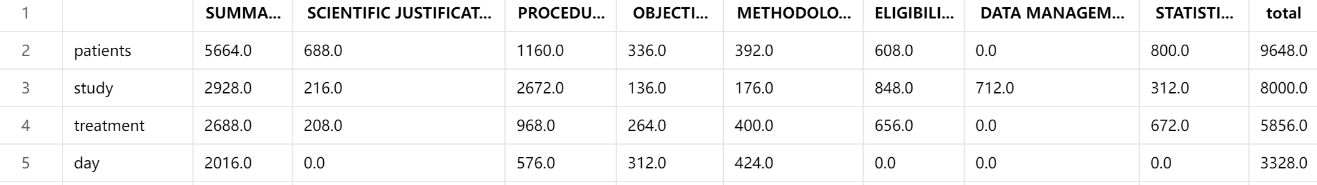 1 SUMMA... SCIENTIFIC JUSTIFICAT... PROCEDU... OBJECTI... METHODOLO... ELIGIBILI... DATA MANAGEM... STATISTI... total
2 patients 5664.0 688.0 1160.0 336.0 392.0 608.0 0.0 800.0 9648.0
3 study 2928.0 216.0 2672.0 136.0 176.0 848.0 712.0 312.0 8000.0
4 treatment 2688.0 208.0 968.0 264.0 400.0 656.0 0.0 672.0 5856.0
5 day 2016.0 0.0 576.0 312.0 424.0 0.0 0.0 0.0 3328.0